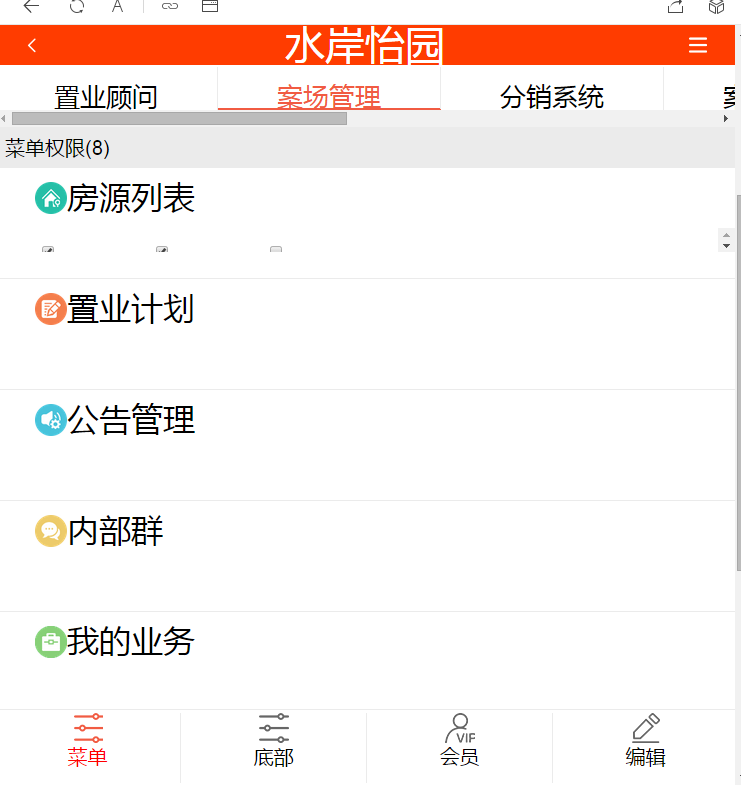 A
水岸怡园
置业顾问 案场管理 分销系统
菜单权限(8)
房源列表
置业计划
公告管理
内部群
我的业务
VIP
菜单 底部 会员 编辑